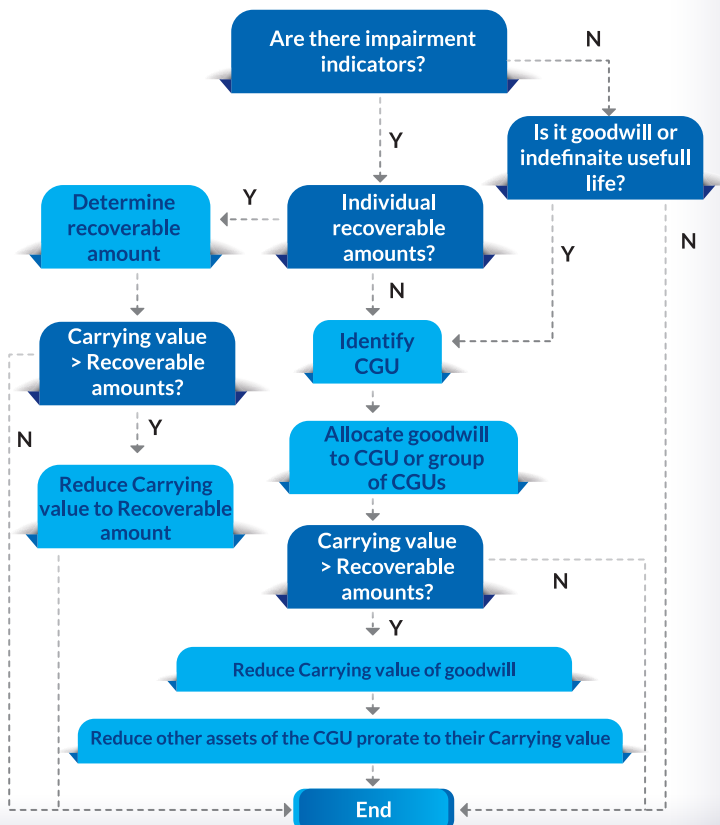 Are there impairment
indicators?
N
Is it goodwill or
indefinaite usefull
life?
Y
Determine
recoverable
amount
Y
Individual
recoverable
amounts?
Y
N
N
Carrying value
> Recoverable
amounts?
Identify
CGU
N
Y
Allocate goodwill
to CGU or group
of CGUs
Reduce Carrying
value to Recoverable
amount
Carrying value
> Recoverable
amounts?
N
Y
Reduce Carrying value of goodwill
Reduce other assets of the CGU prorate to their Carrying value
End